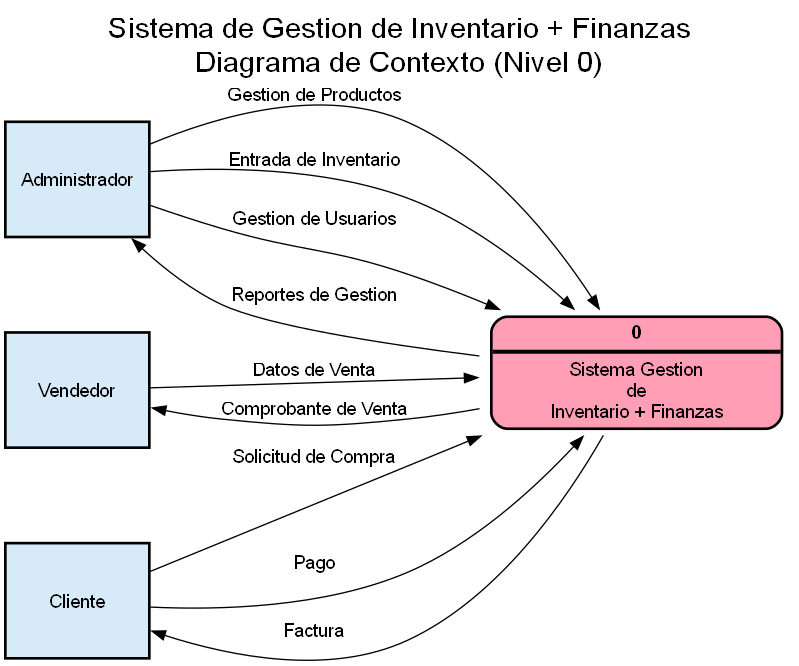 Sistema de Gestion de Inventario + Finanzas
Diagrama de Contexto (Nivel 0)
Gestion de Productos
Administrador
Entrada de Inventario
Gestion de Usuarios
Reportes de Gestion
0
Sistema Gestion
de
Inventario + Finanzas
Vendedor
Datos de Venta
Comprobante de Venta
Solicitud de Compra
Pago
Cliente
Factura